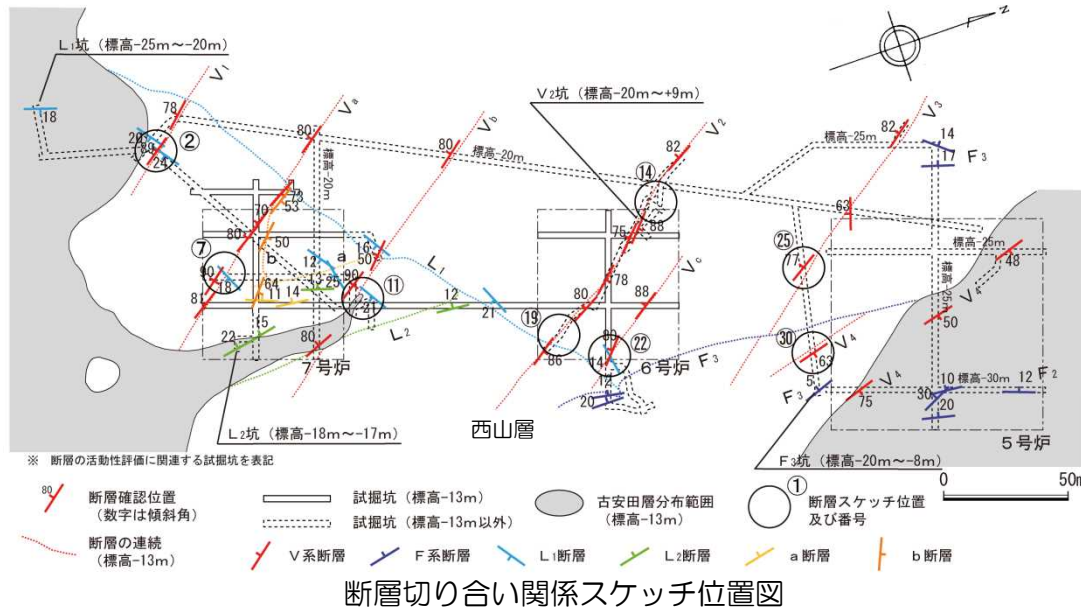 L1坑（標高-25m～-20m）
V1
Va
Vb
V2坑（標高-20m～+9m）
V2
V3
N
78
80
80
82
82
14
18
②
24
標高-20m
標高-20m
標高-25m
17
F3
⑭
88
73
53
70
80
50
b
16
50
L1
75
63
㉕
77
標高-25m
48
V4
⑦
90
18
81
12
a
13
25
64
11
14
90
⑪
21
L2
12
21
78
Vc
80
88
標高-25m
50
22
15
80
7号炉
⑲
86
㉒
80
14
12
20
6号炉
F3
㉚
V4
63
5
F3
V4
75
10
標高-30m
12
F2
30
20
5号炉
西山層
L2坑（標高-18m～-17m）
F3坑（標高-20m～-8m）
※ 断層の活動性評価に関連する試掘坑を表記
0 50m
80
断層確認位置
（数字は傾斜角）
試掘坑（標高-13m）
試掘坑（標高-13m以外）
古安田層分布範囲
（標高-13m）
①
断層スケッチ位置
及び番号
断層の連続
（標高-13m）
V系断層
F系断層
L1断層
L2断層
a断層
b断層
断層切り合い関係スケッチ位置図